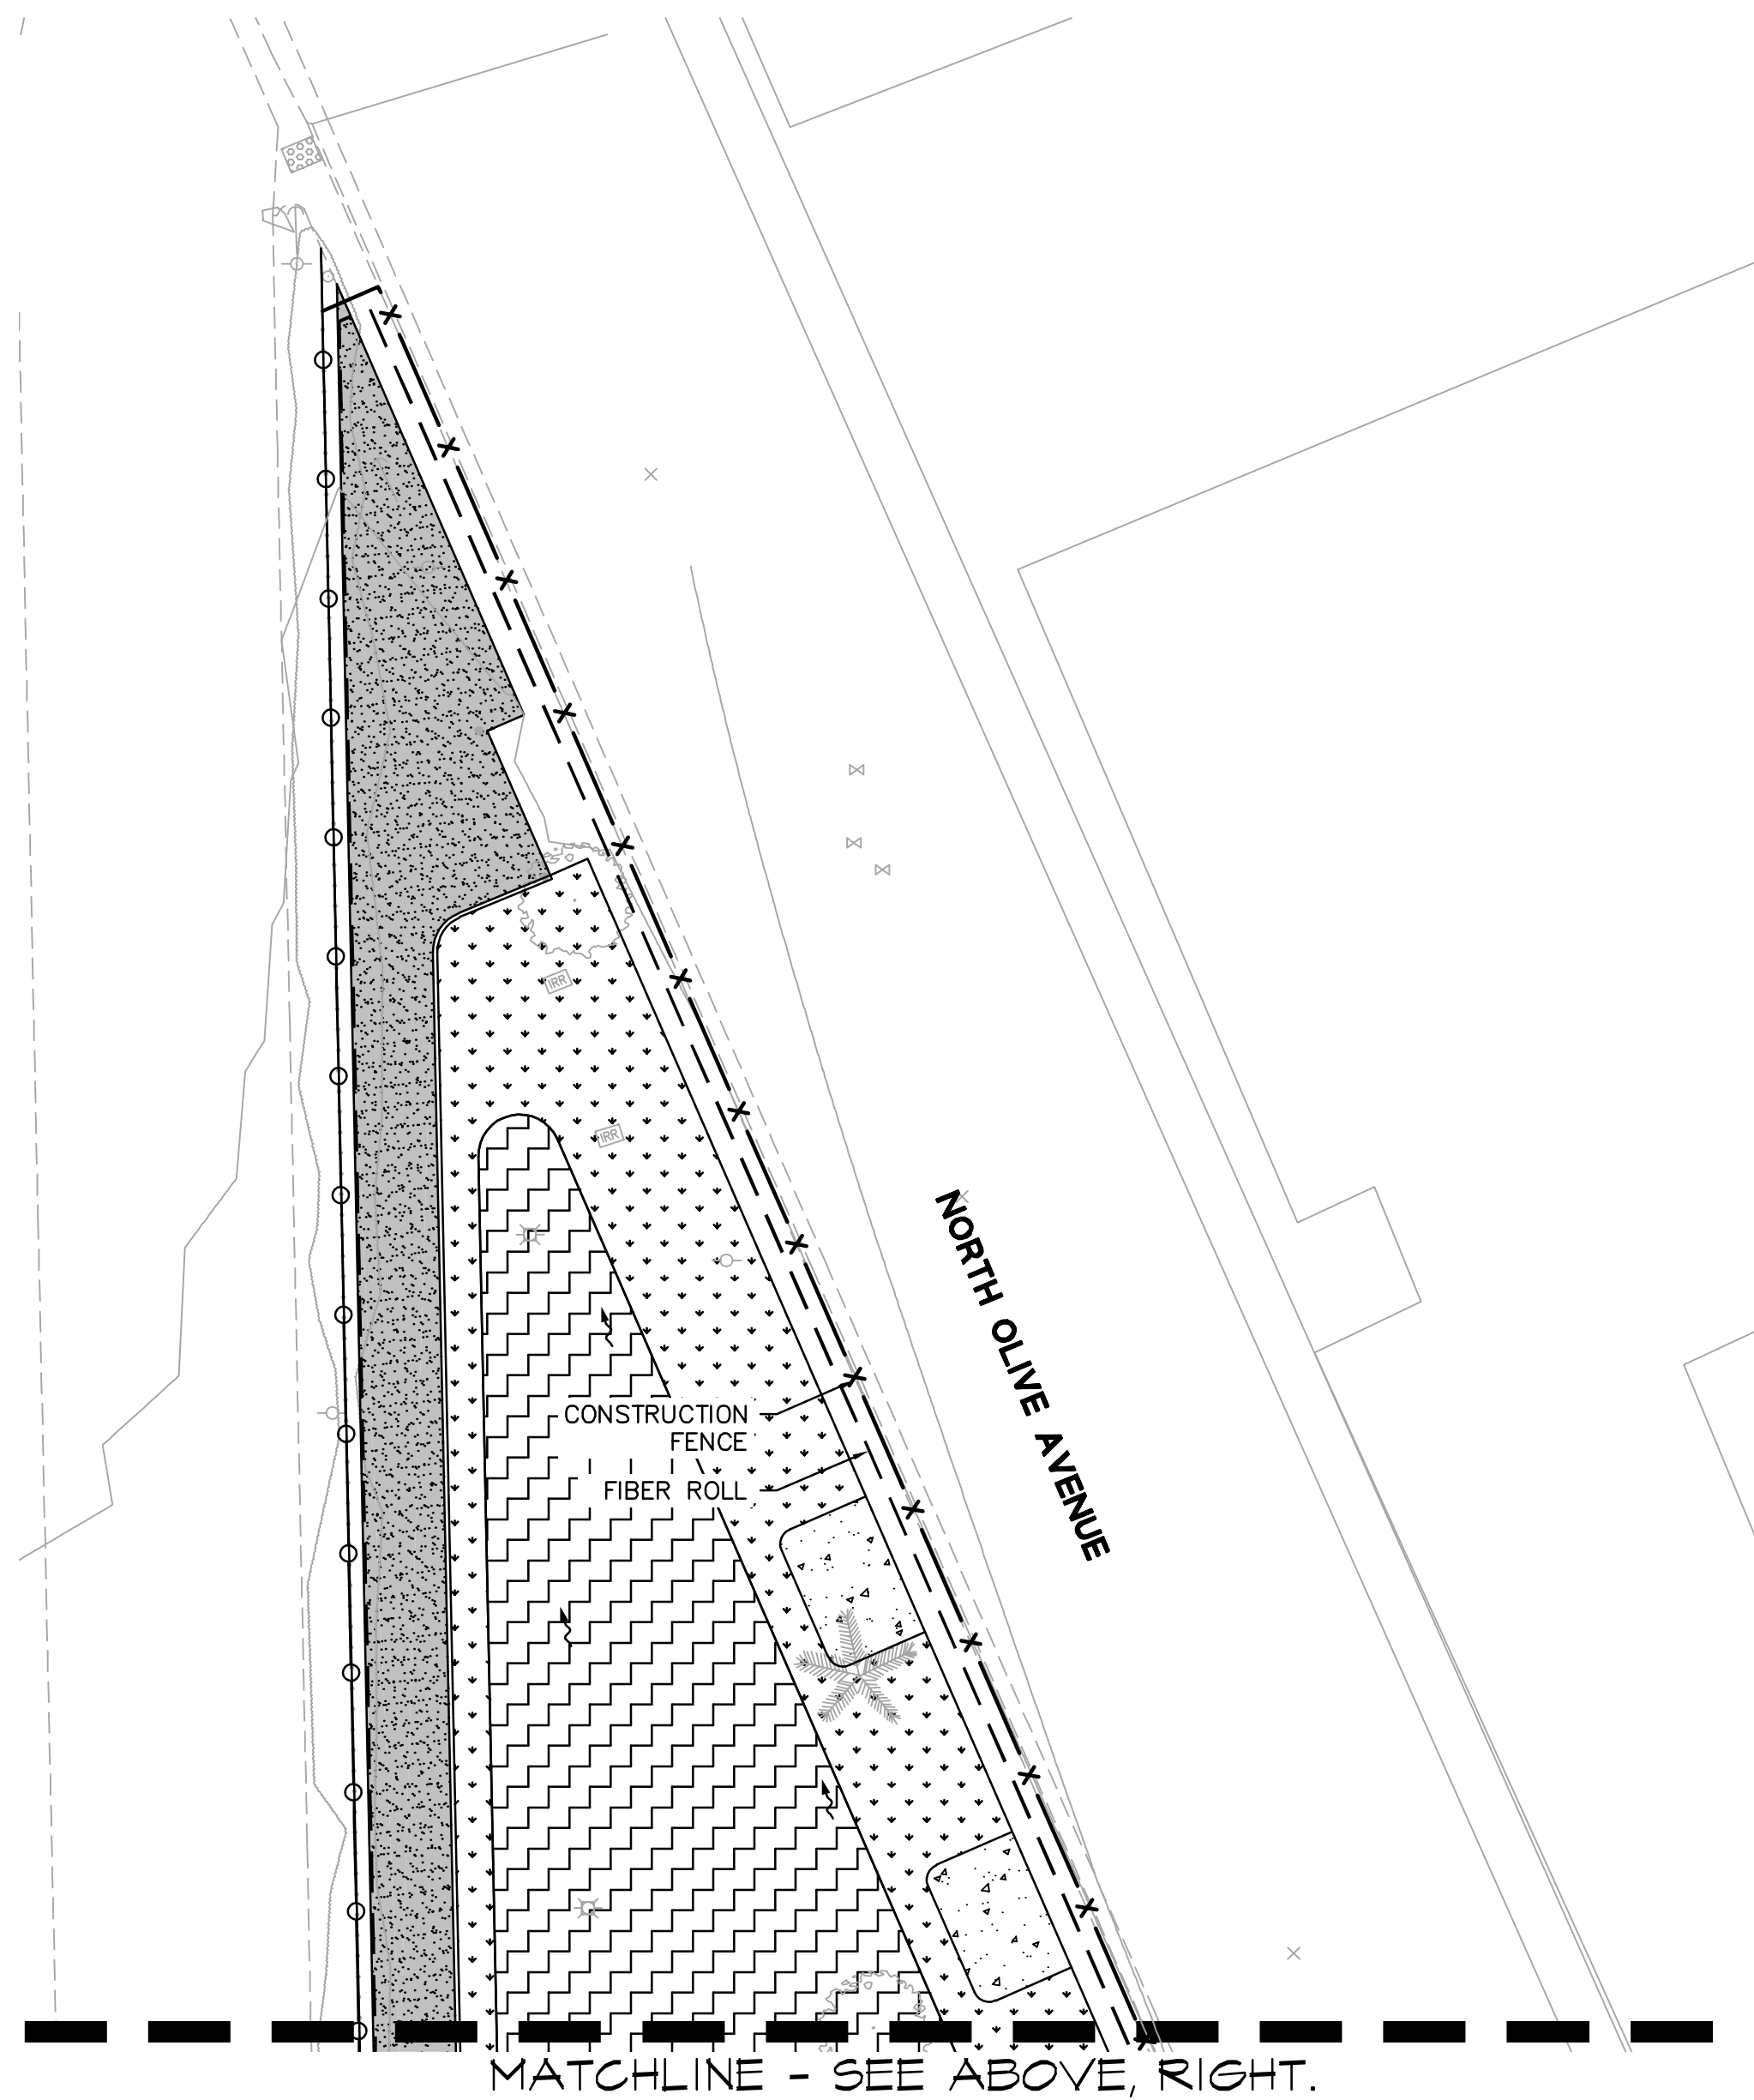 IRR
IRR
NORTH OLIVE AVENUE
CONSTRUCTION
FENCE
FIBER ROLL
MATCHLINE - SEE ABOVE, RIGHT.